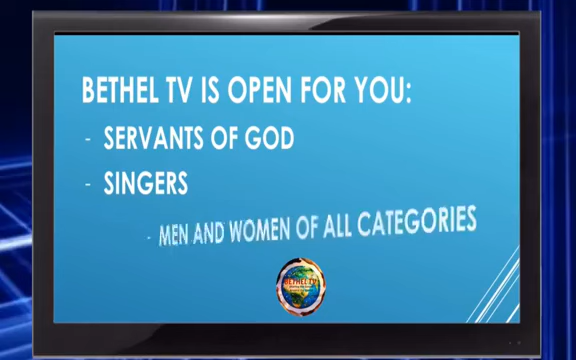 BETHEL TV IS OPEN FOR YOU:
- SERVANTS OF GOD
- SINGERS
- MEN AND WOMEN OF ALL CATEGORIES
BETHEL TV